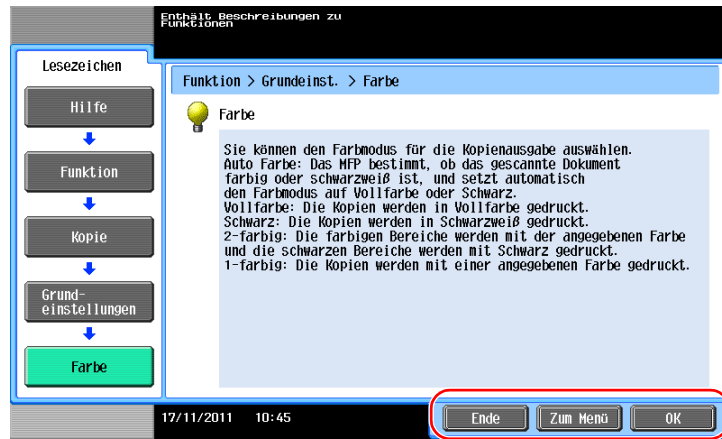 Enthält Beschreibungen zu
Funktionen
Lesezeichen
Hilfe
Funktion
Kopie
Grund-
einstellungen
Farbe
Funktion > Grundeinst. > Farbe
Farbe
Sie können den Farbmodus für die Kopienausgabe auswählen.
Auto Farbe: Das MFP bestimmt, ob das gescannte Dokument
farbig oder schwarzweiß ist, und setzt automatisch
den Farbmodus auf Vollfarbe oder Schwarz.
Vollfarbe: Die Kopien werden in Vollfarbe gedruckt.
Schwarz: Die Kopien werden in Schwarzweiß gedruckt.
2-farbig: Die farbigen Bereiche werden mit der angegebenen Farbe
und die schwarzen Bereiche werden mit Schwarz gedruckt.
1-farbig: Die Kopien werden mit einer angegebenen Farbe gedruckt.
17/11/2011 10:45
Ende
Zum Menü
OK